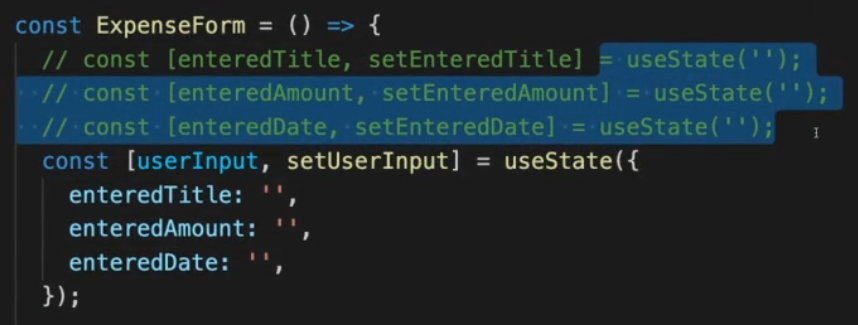 const ExpenseForm = () => {
// const [enteredTitle, setEnteredTitle] = useState('');
// const [enteredAmount, setEnteredAmount] = useState('');
// const [enteredDate, setEnteredDate] = useState('');
const [userInput, setUserInput] = useState({
enteredTitle: '',
enteredAmount: '',
enteredDate: '',
});